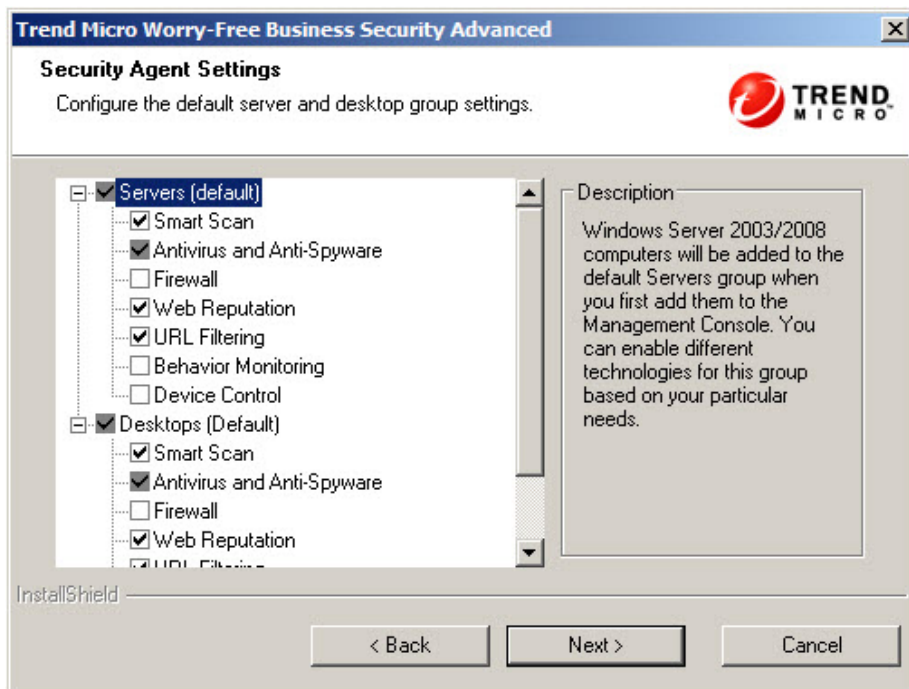 Trend Micro Worry-Free Business Security Advanced
Security Agent Settings
Configure the default server and desktop group settings.
TREND
MICRO
Servers (default)
Smart Scan
Antivirus and Anti-Spyware
Firewall
Web Reputation
URL Filtering
Behavior Monitoring
Device Control
Desktops (Default)
Smart Scan
Antivirus and Anti-Spyware
Firewall
Web Reputation
URL Filtering
Description
Windows Server 2003/2008
computers will be added to the
default Servers group when
you first add them to the
Management Console. You
can enable different
technologies for this group
based on your particular
needs.
InstallShield
< Back
Next >
Cancel